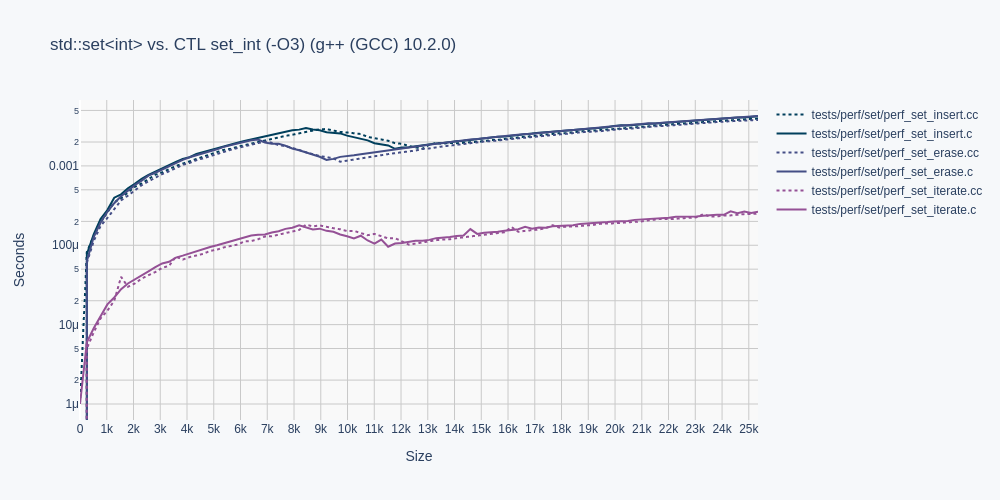 std::set<int> vs. CTL set_int (-O3) (g++ (GCC) 10.2.0)
5
2
0.001
5
2
100μ
5
2
10μ
5
2
1μ
Seconds
0 1k 2k 3k 4k 5k 6k 7k 8k 9k 10k 11k 12k 13k 14k 15k 16k 17k 18k 19k 20k 21k 22k 23k 24k 25k
Size
tests/perf/set/perf_set_insert.cc
tests/perf/set/perf_set_insert.c
tests/perf/set/perf_set_erase.cc
tests/perf/set/perf_set_erase.c
tests/perf/set/perf_set_iterate.cc
tests/perf/set/perf_set_iterate.c